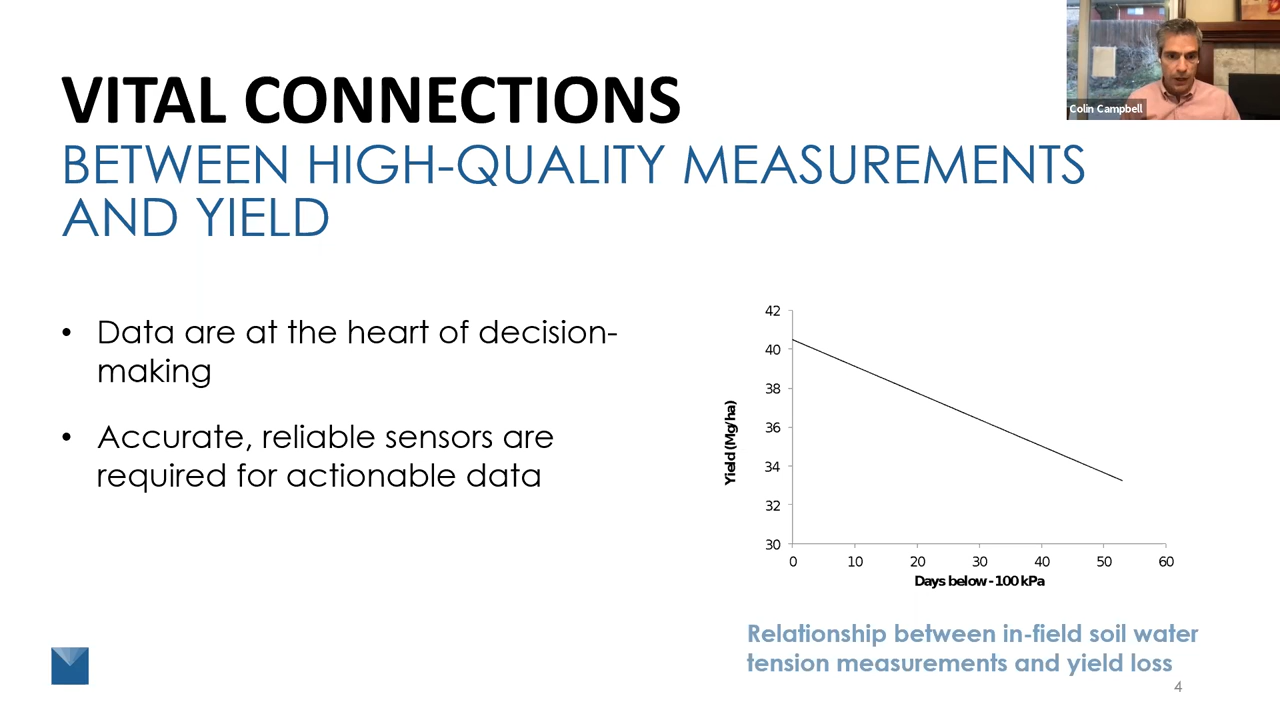 Colin Campbell
VITAL CONNECTIONS
BETWEEN HIGH-QUALITY MEASUREMENTS
AND YIELD
• Data are at the heart of decision-
making
• Accurate, reliable sensors are
required for actionable data
42
40
38
36
34
32
30
Yield (Mg/ha)
0 10 20 30 40 50 60
Days below -100 kPa
Relationship between in-field soil water
tension measurements and yield loss
4